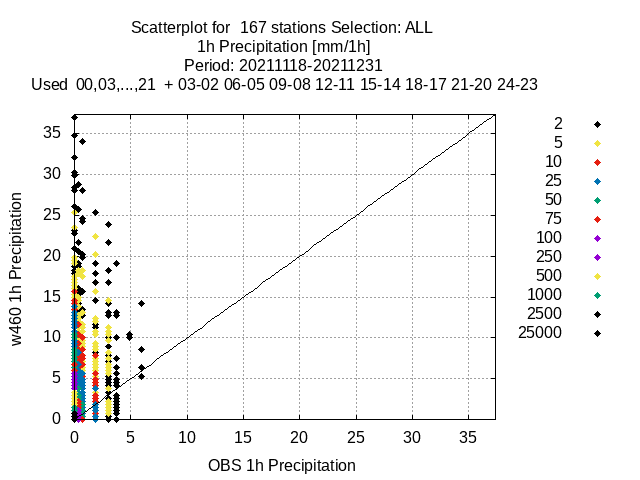 Scatterplot for  167 stations Selection: ALL
1h Precipitation [mm/1h]
Period: 20211118-20211231
Used  00,03,...,21  + 03-02 06-05 09-08 12-11 15-14 18-17 21-20 24-23
w460 1h Precipitation
35
30
25
20
15
10
5
0
0 5 10 15 20 25 30 35
OBS 1h Precipitation
2
5
10
25
50
75
100
250
500
1000
2500
25000